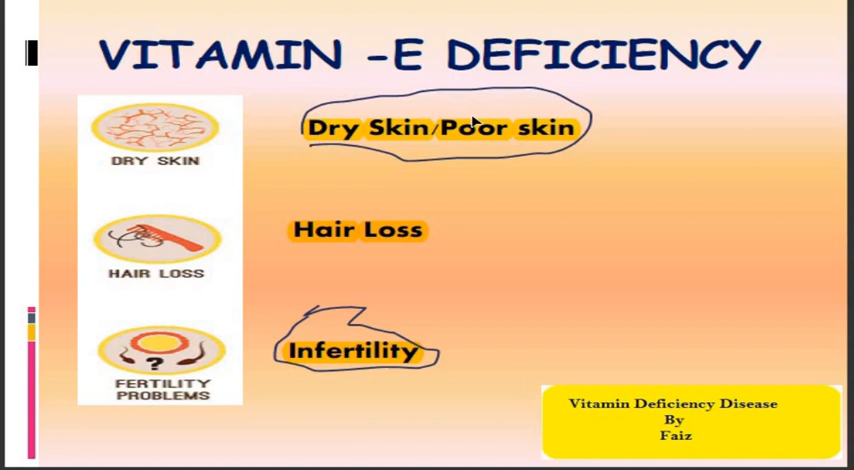 VITAMIN -E DEFICIENCY
DRY SKIN
Dry Skin/Poor skin
HAIR LOSS
Hair Loss
FERTILITY
PROBLEMS
Infertility
?
Vitamin Deficiency Disease
By
Faiz